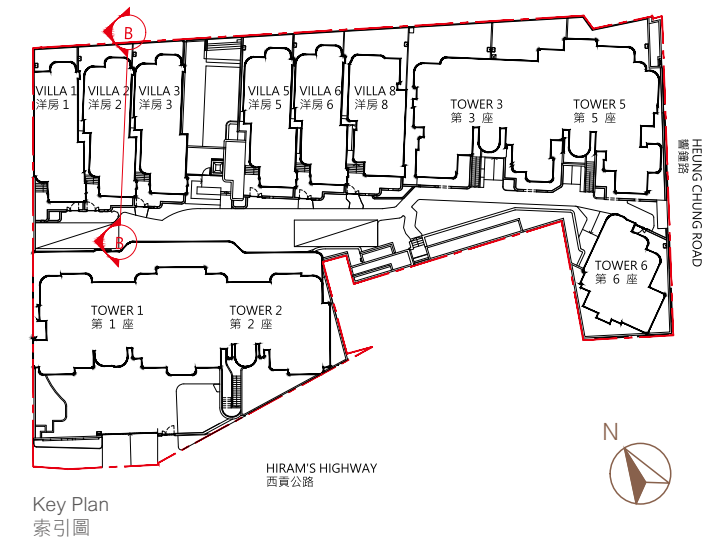 B
VILLA 1
洋房 1
VILLA 2
洋房 2
VILLA 3
洋房 3
VILLA 5
洋房 5
VILLA 6
洋房 6
VILLA 8
洋房 8
TOWER 3
第 3 座
TOWER 5
第 5 座
HEUNG CHUNG ROAD
響鐘路
B
TOWER 6
第 6 座
TOWER 1
第 1 座
TOWER 2
第 2 座
HIRAM'S HIGHWAY
西貢公路
N
Key Plan
索引圖